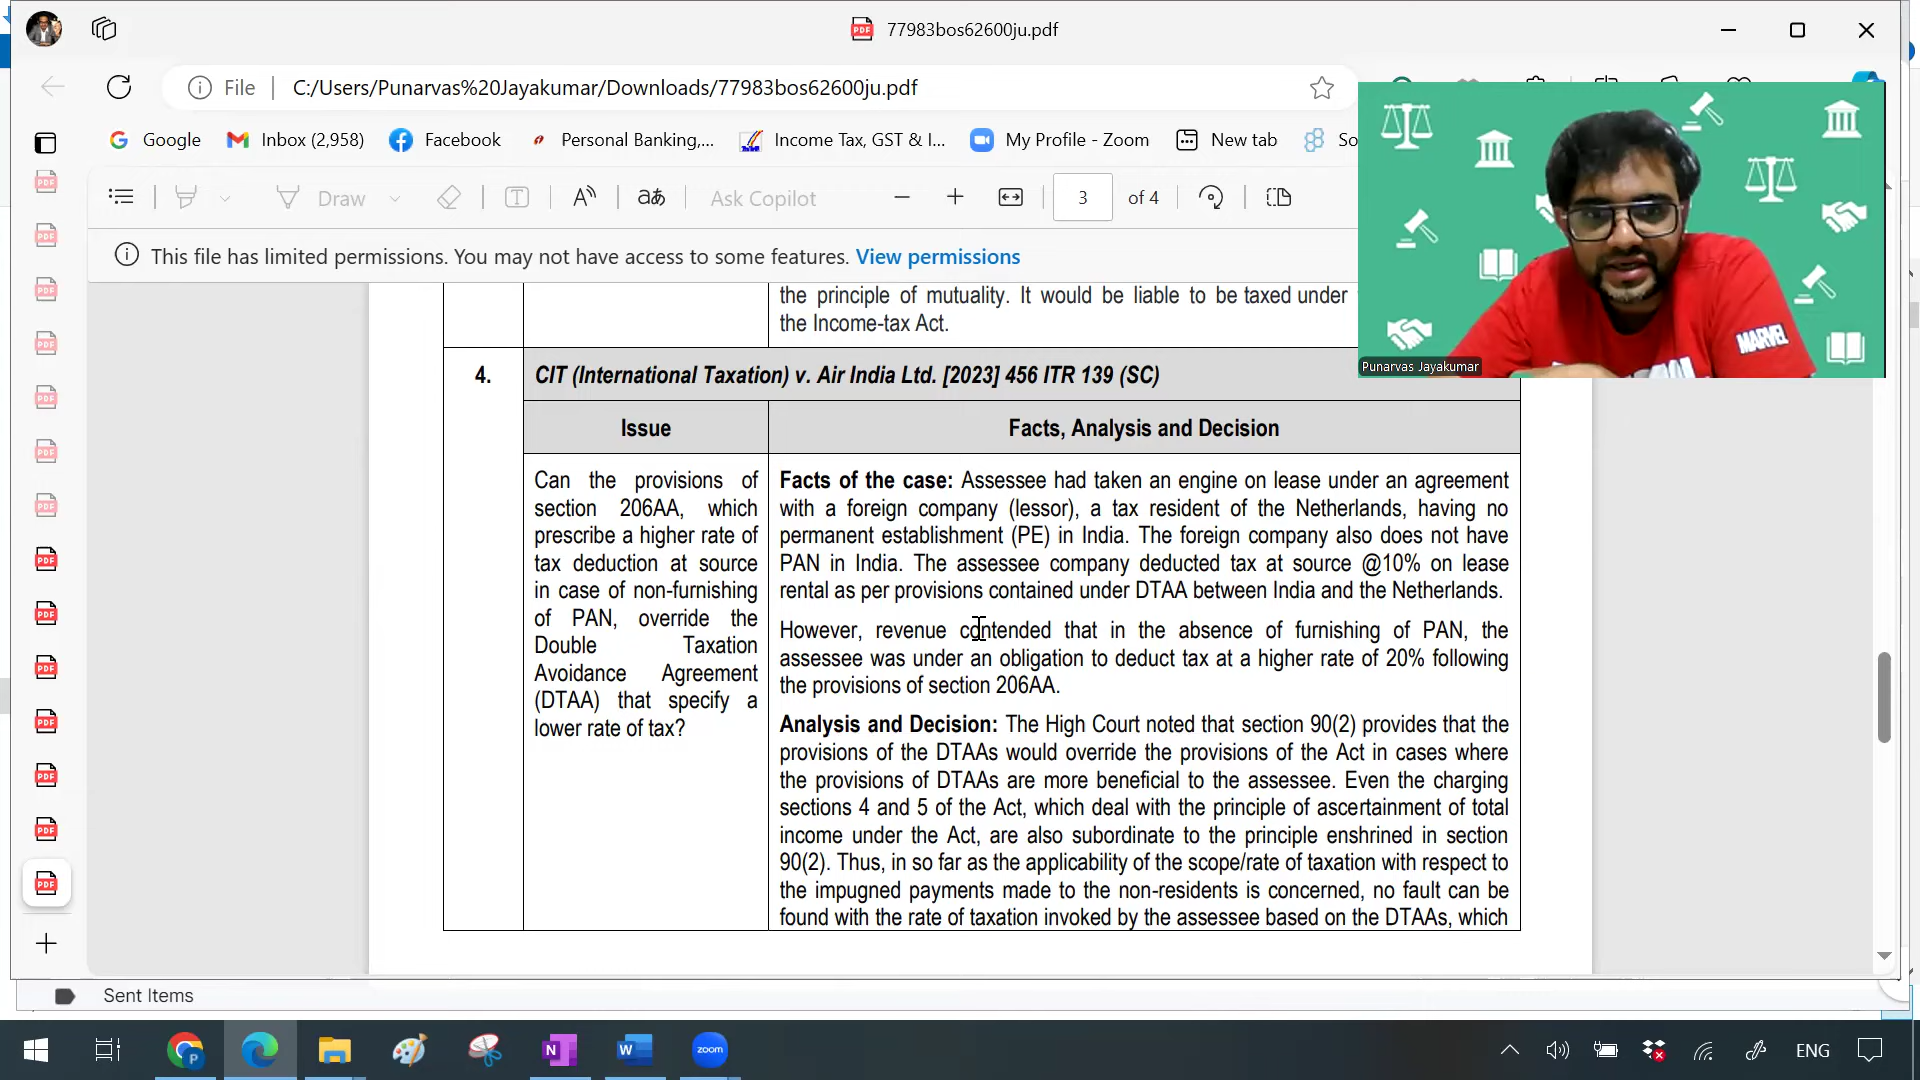 77983bos62600ju.pdf
File C:/Users/Punarvas%20Jayakumar/Downloads/77983bos62600ju.pdf
Google Inbox (2,958) Facebook Personal Banking,... Income Tax, GST & I... My Profile - Zoom New tab So
Draw Ask Copilot 3 of 4
This file has limited permissions. You may not have access to some features. View permissions
MARVEL
Punarvas Jayakumar
the principle of mutuality. It would be liable to be taxed under
the Income-tax Act.
4. CIT (International Taxation) v. Air India Ltd. [2023] 456 ITR 139 (SC)
Issue
Can the provisions of
section 206AA, which
prescribe a higher rate of
tax deduction at source
in case of non-furnishing
of PAN, override the
Double Taxation
Avoidance Agreement
(DTAA) that specify a
lower rate of tax?
Facts, Analysis and Decision
Facts of the case: Assessee had taken an engine on lease under an agreement
with a foreign company (lessor), a tax resident of the Netherlands, having no
permanent establishment (PE) in India. The foreign company also does not have
PAN in India. The assessee company deducted tax at source @10% on lease
rental as per provisions contained under DTAA between India and the Netherlands.
However, revenue contended that in the absence of furnishing of PAN, the
assessee was under an obligation to deduct tax at a higher rate of 20% following
the provisions of section 206AA.
Analysis and Decision: The High Court noted that section 90(2) provides that the
provisions of the DTAAs would override the provisions of the Act in cases where
the provisions of DTAAs are more beneficial to the assessee. Even the charging
sections 4 and 5 of the Act, which deal with the principle of ascertainment of total
income under the Act, are also subordinate to the principle enshrined in section
90(2). Thus, in so far as the applicability of the scope/rate of taxation with respect to
the impugned payments made to the non-residents is concerned, no fault can be
found with the rate of taxation invoked by the assessee based on the DTAAs, which
Sent Items
zoom
ENG